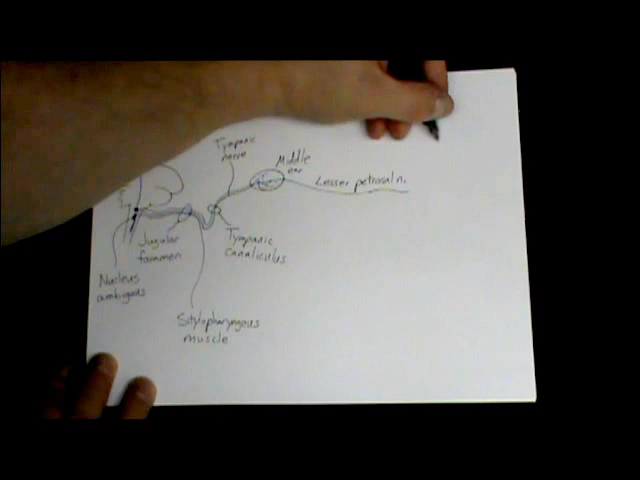 Tympanic
nerve
Middle
ear
Lesser petrosal n.
Jugular
foramen
Tympanic
canaliculus
Nucleus
ambiguus
Stylopharyngeus
muscle